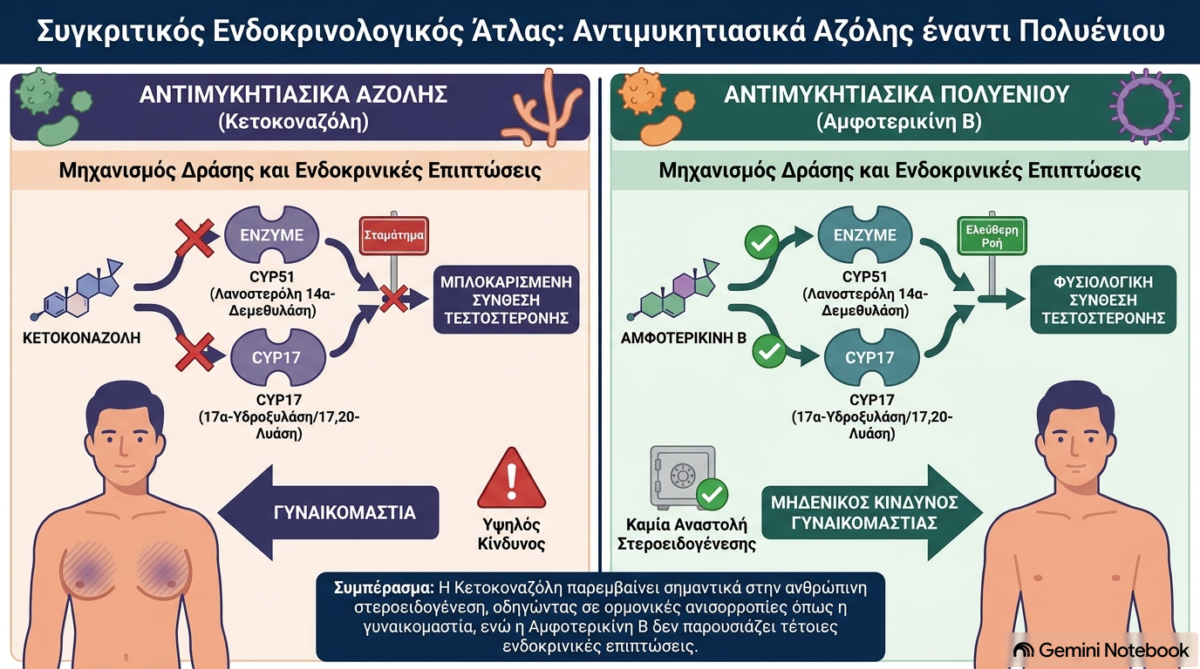 Συγκριτικός Ενδοκρινολογικός Άτλας: Αντιμυκητιασικά Αζόλης έναντι Πολυένιου
ΑΝΤΙΜΥΚΗΤΙΑΣΙΚΑ ΑΖΟΛΗΣ
(Κετοκοναζόλη)
Μηχανισμός Δράσης και Ενδοκρινικές Επιπτώσεις
ΚΕΤΟΚΟΝΑΖΟΛΗ
ENZYME
CYP51
(Λανοστερόλη 14α-
Δεμεθυλάση)
CYP17
CYP17
(17α-Υδροξυλάση/17,20-
Λυάση)
Σταμάτημα
ΜΠΛΟΚΑΡΙΣΜΕΝΗ
ΣΥΝΘΕΣΗ
ΤΕΣΤΟΣΤΕΡΟΝΗΣ
ΓΥΝΑΙΚΟΜΑΣΤΙΑ
Υψηλός
Κίνδυνος
ΑΝΤΙΜΥΚΗΤΙΑΣΙΚΑ ΠΟΛΥΕΝΙΟΥ
(Αμφοτερικίνη Β)
Μηχανισμός Δράσης και Ενδοκρινικές Επιπτώσεις
ΑΜΦΟΤΕΡΙΚΙΝΗ Β
ENZYME
CYP51
(Λανοστερόλη 14α-
Δεμεθυλάση)
CYP17
CYP17
(17α-Υδροξυλάση/17,20-
Λυάση)
Ελεύθερη
Ροή
ΦΥΣΙΟΛΟΓΙΚΗ
ΣΥΝΘΕΣΗ
ΤΕΣΤΟΣΤΕΡΟΝΗΣ
Καμία Αναστολή
Στεροειδογένεσης
ΜΗΔΕΝΙΚΟΣ ΚΙΝΔΥΝΟΣ
ΓΥΝΑΙΚΟΜΑΣΤΙΑΣ
Συμπέρασμα: Η Κετοκοναζόλη παρεμβαίνει σημαντικά στην ανθρώπινη
στεροειδογένεση, οδηγώντας σε ορμονικές ανισορροπίες όπως η
γυναικομαστία, ενώ η Αμφοτερικίνη Β δεν παρουσιάζει τέτοιες
ενδοκρινικές επιπτώσεις.
Gemini Notebook